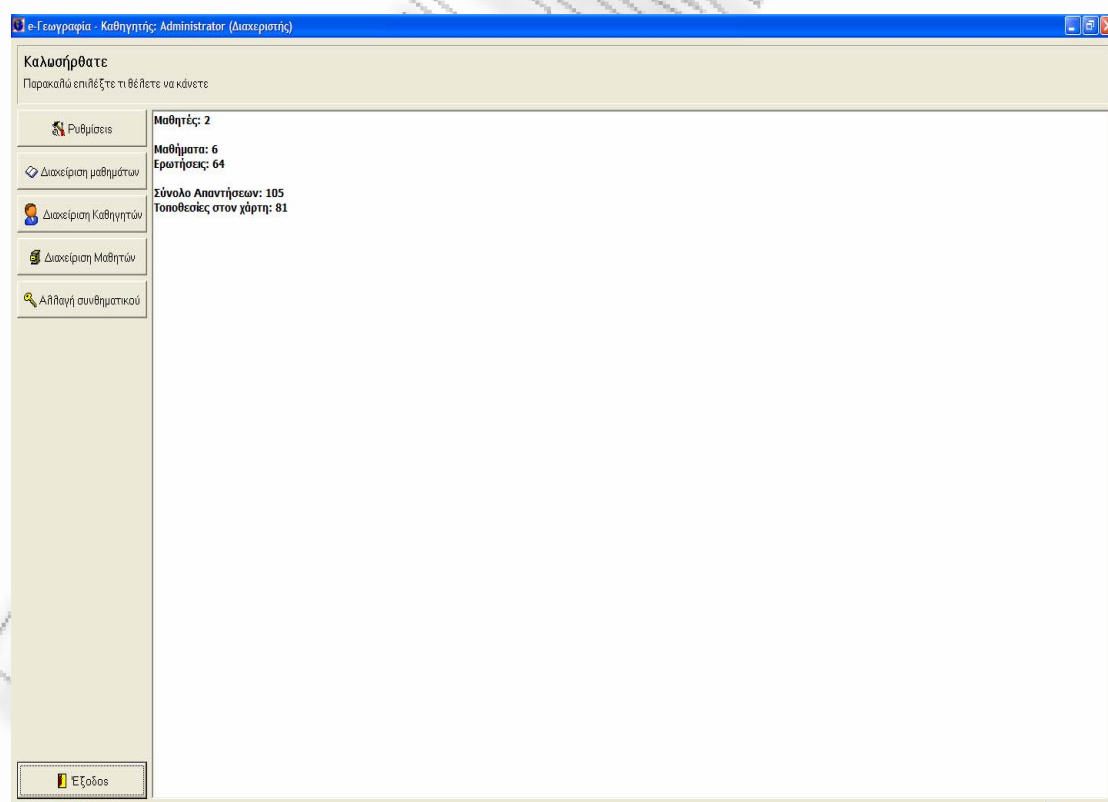 e-Γεωγραφία - Καθηγητής: Administrator (Διαχεριστής)
Καλωσήρθατε
Παρακαλώ επιλέξτε τι θέλετε να κάνετε
Ρυθμίσεις
Διαχείριση μαθημάτων
Διαχείριση Καθηγητών
Διαχείριση Μαθητών
Αλλαγή συνθηματικού
Έξοδος
Μαθητές: 2
Μαθήματα: 6
Ερωτήσεις: 64
Σύνολο Απαντήσεων: 105
Τοποθεσίες στον χάρτη: 81